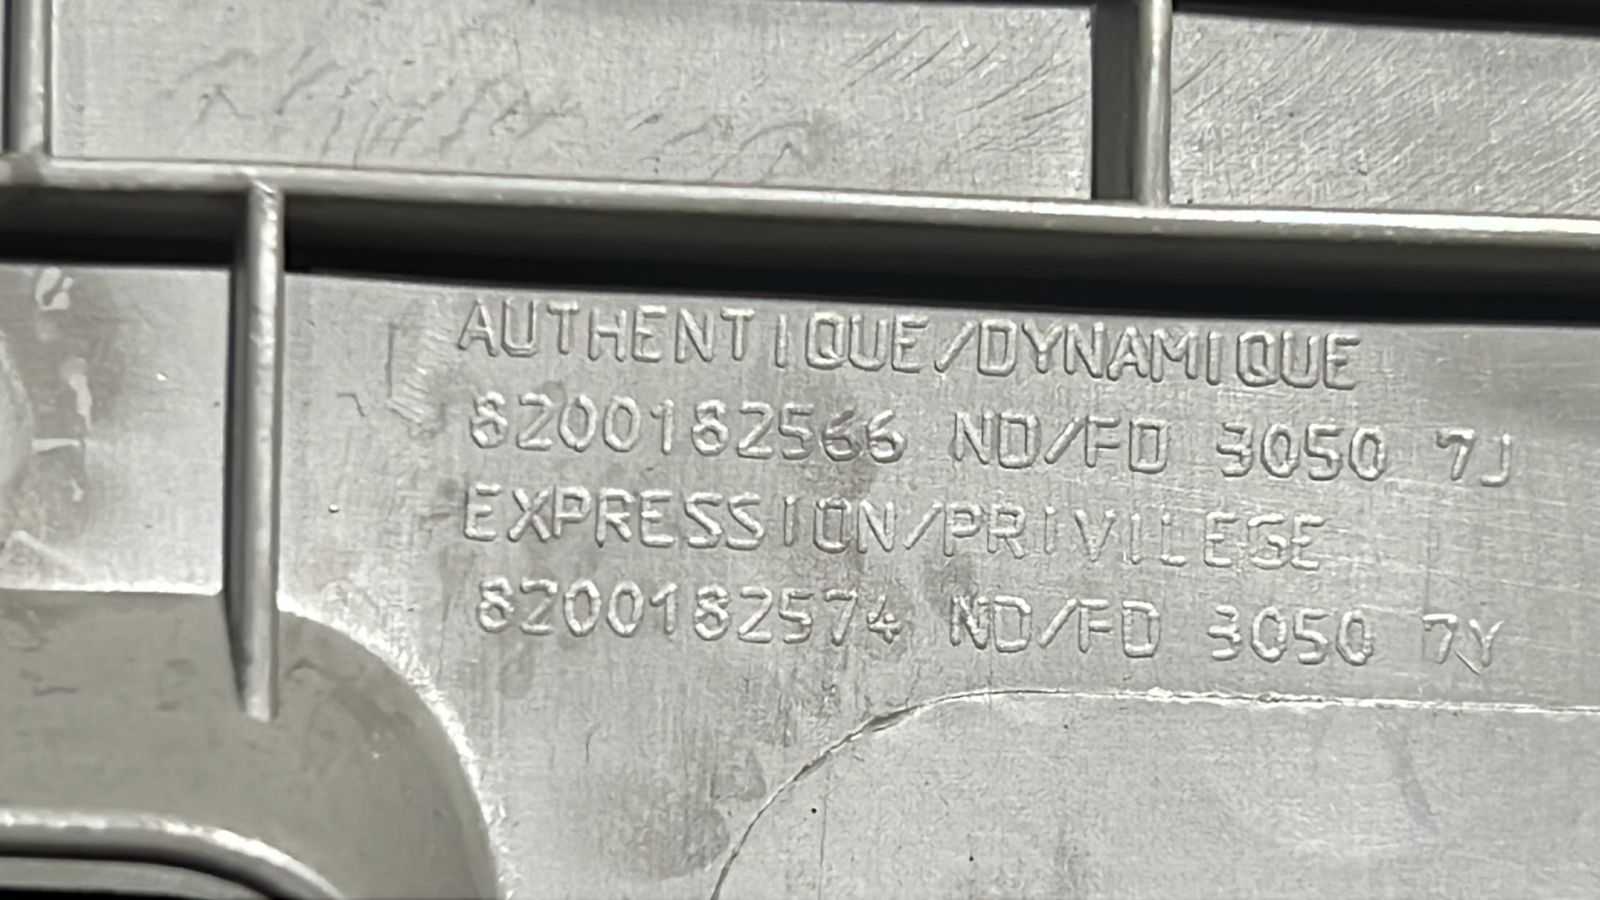 AUTHENTIQUE/DYNAMIQUE
8200182566 ND/FD 3050 7J
EXPRESSION/PRIVILEGE
8200182574 ND/FD 3050 7Y